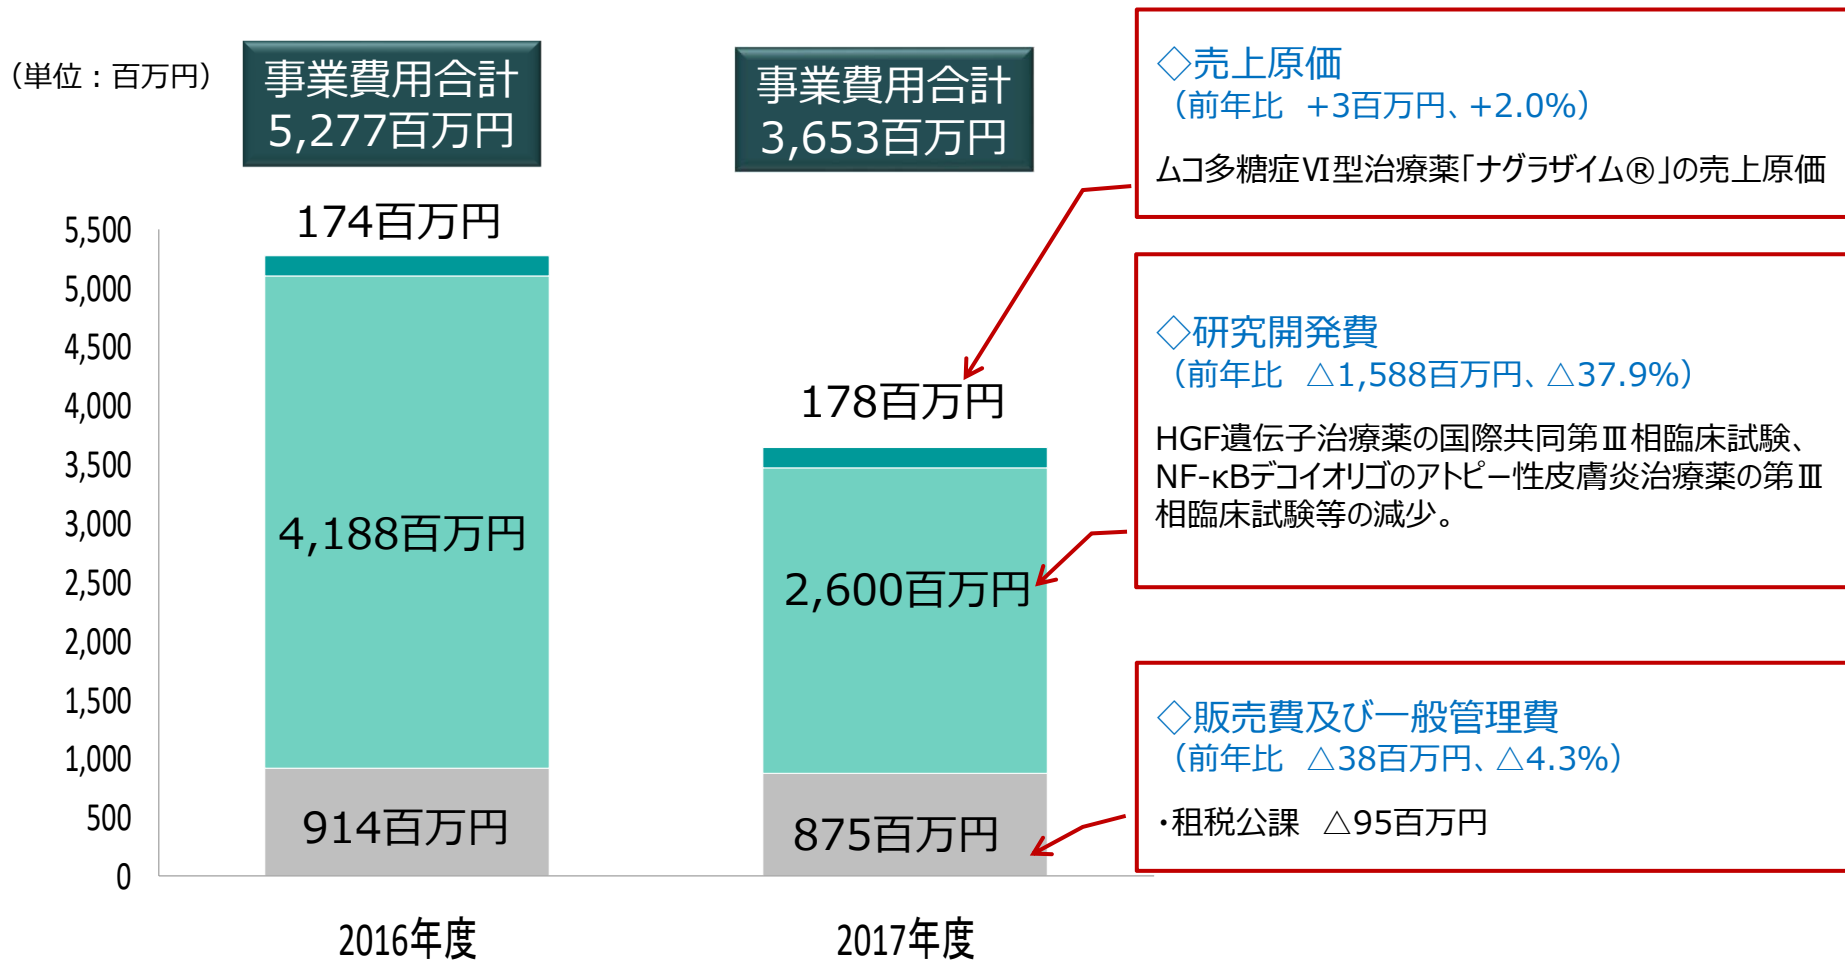 （単位：百万円）
事業費用合計
5,277百万円
事業費用合計
3,653百万円
◇売上原価
（前年比　+3百万円、+2.0%）
ムコ多糖症Ⅵ型治療薬「ナグラザイム®」の売上原価
◇研究開発費
（前年比　△1,588百万円、△37.9%）
HGF遺伝子治療薬の国際共同第Ⅲ相臨床試験、
NF-κBデコイオリゴのアトピー性皮膚炎治療薬の第Ⅲ
相臨床試験等の減少。
◇販売費及び一般管理費
（前年比　△38百万円、△4.3%）
・租税公課　△95百万円
5,500
5,000
4,500
4,000
3,500
3,000
2,500
2,000
1,500
1,000
500
0
174百万円
4,188百万円
914百万円
178百万円
2,600百万円
875百万円
2016年度
2017年度